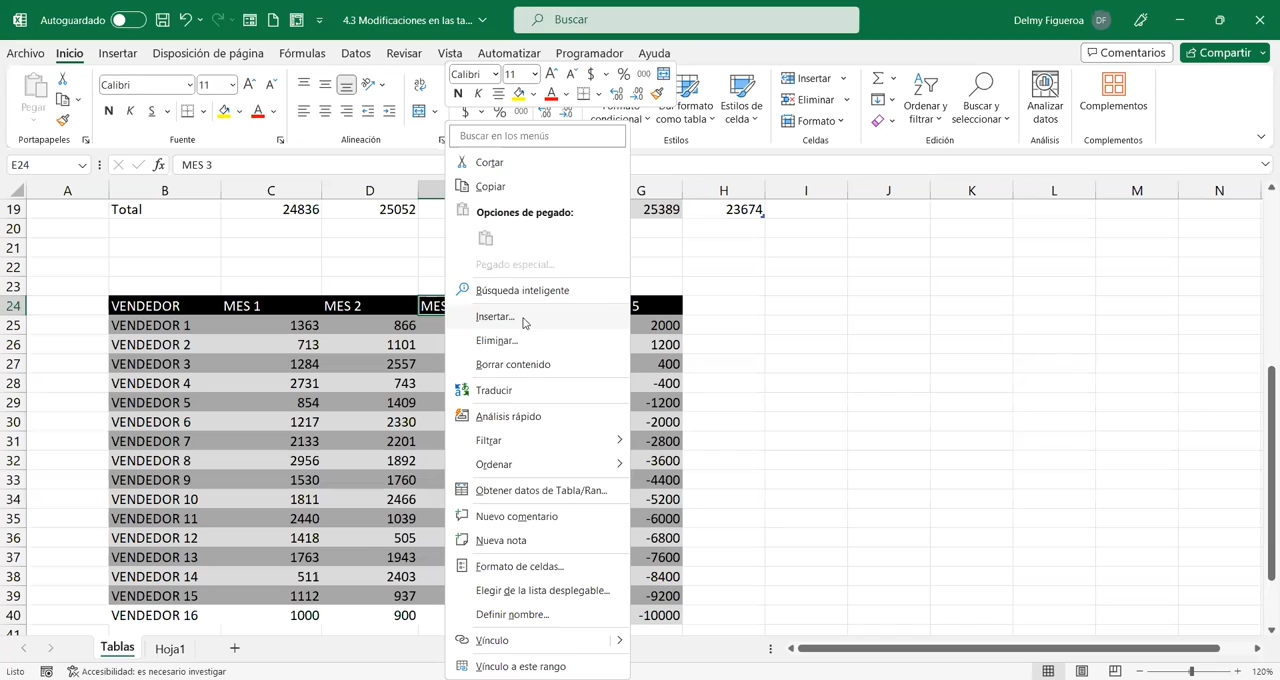 Autoguardado
4.3 Modificaciones en las ta...
Buscar
Delmy Figueroa
DF
Archivo
Inicio
Insertar
Disposición de página
Fórmulas
Datos
Revisar
Vista
Automatizar
Programador
Ayuda
Comentarios
Compartir
Pegar
Portapapeles
Calibri
11
N K S
Fuente
Alineación
Calibri
11
$ % 000
N K
$ % 000
condicional
Dar formato
como tabla
Estilos de
celda
Estilos
Insertar
Eliminar
Formato
Celdas
Ordenar y
filtrar
Buscar y
seleccionar
Edición
Analizar
datos
Análisis
Complementos
Complementos
E24
fx
MES 3
A B C D G H I J K L M N
19 Total 24836 25052 25389 23674
20
21
22
23
24 VENDEDOR MES 1 MES 2 MES 5
25 VENDEDOR 1 1363 866 2000
26 VENDEDOR 2 713 1101 1200
27 VENDEDOR 3 1284 2557 400
28 VENDEDOR 4 2731 743 -400
29 VENDEDOR 5 854 1409 -1200
30 VENDEDOR 6 1217 2330 -2000
31 VENDEDOR 7 2133 2201 -2800
32 VENDEDOR 8 2956 1892 -3600
33 VENDEDOR 9 1530 1760 -4400
34 VENDEDOR 10 1811 2466 -5200
35 VENDEDOR 11 2440 1039 -6000
36 VENDEDOR 12 1418 505 -6800
37 VENDEDOR 13 1763 1943 -7600
38 VENDEDOR 14 511 2403 -8400
39 VENDEDOR 15 1112 937 -9200
40 VENDEDOR 16 1000 900 -10000
41
Buscar en los menús
Cortar
Copiar
Opciones de pegado:
Pegado especial...
Búsqueda inteligente
Insertar...
Eliminar...
Borrar contenido
Traducir
Análisis rápido
Filtrar
Ordenar
Obtener datos de Tabla/Ran...
Nuevo comentario
Nueva nota
Formato de celdas...
Elegir de la lista desplegable...
Definir nombre...
Vínculo
Vínculo a este rango
Tablas
Hoja1
Listo
Accesibilidad: es necesario investigar
120%